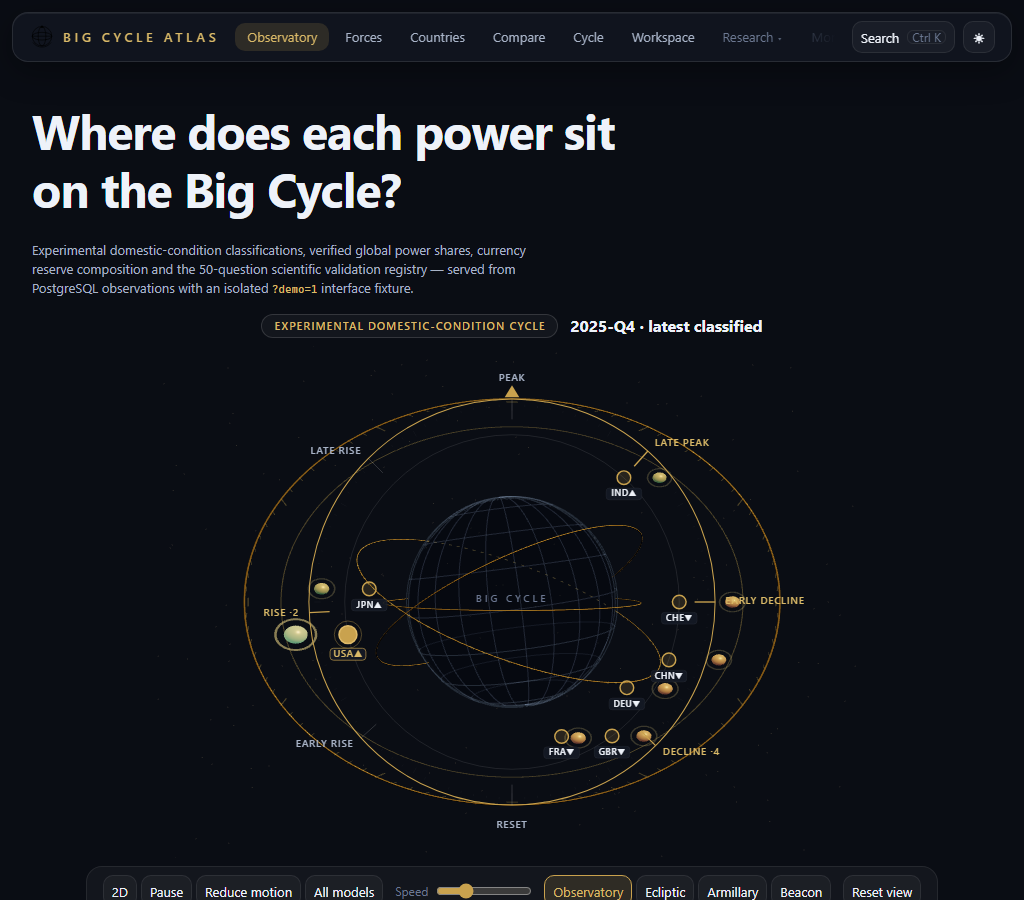 BIG CYCLE ATLAS Observatory Forces Countries Compare Cycle Workspace Research Search Ctrl K
Where does each power sit
on the Big Cycle?
Experimental domestic-condition classifications, verified global power shares, currency
reserve composition and the 50-question scientific validation registry — served from
PostgreSQL observations with an isolated ?demo=1 interface fixture.
EXPERIMENTAL DOMESTIC-CONDITION CYCLE 2025-Q4 · latest classified
PEAK
LATE PEAK
LATE RISE
IND▲
BIG CYCLE
JPN▲
EARLY DECLINE
RISE ·2
CHE▼
USA▲
CHN▼
DEU▼
EARLY RISE
FRA▼ GBR▼ DECLINE ·4
RESET
2D Pause Reduce motion All models Speed Observatory Ecliptic Armillary Beacon Reset view